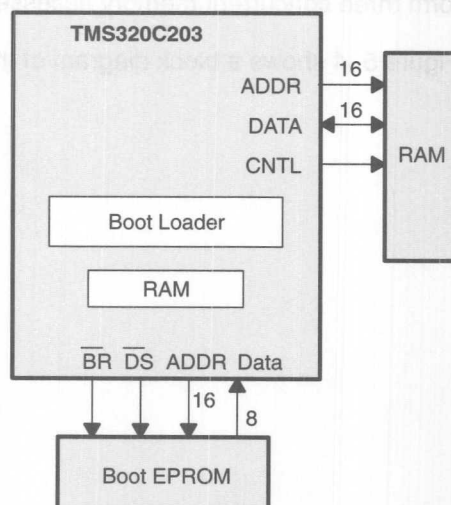 TMS320C203
ADDR
16
DATA
16
CNTL
RAM
Boot Loader
RAM
BR DS ADDR Data
16
8
Boot EPROM